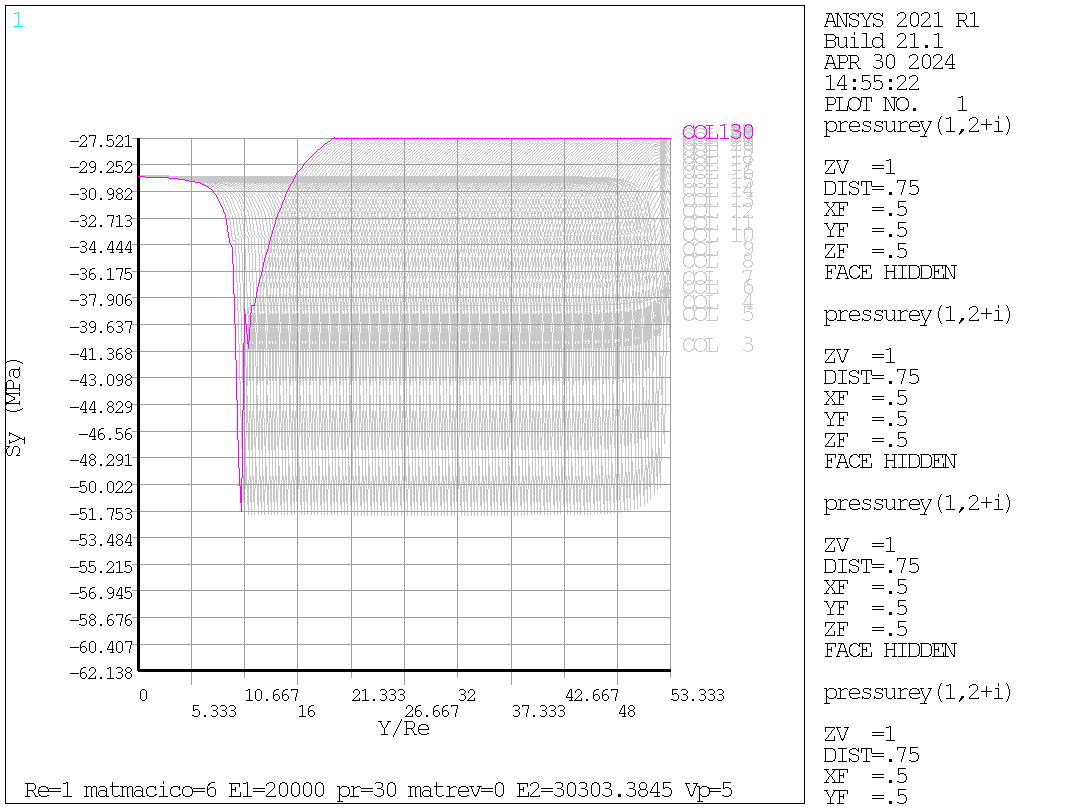 1
ANSYS 2021 R1
Build 21.1
APR 30 2024
14:55:22
PLOT NO. 1
pressurey(1,2+i)
ZV =1
DIST=.75
XF =.5
YF =.5
ZF =.5
FACE HIDDEN
pressurey(1,2+i)
ZV =1
DIST=.75
XF =.5
YF =.5
ZF =.5
FACE HIDDEN
pressurey(1,2+i)
ZV =1
DIST=.75
XF =.5
YF =.5
ZF =.5
FACE HIDDEN
pressurey(1,2+i)
ZV =1
DIST=.75
XF =.5
YF =.5
COL130
COL 12
COL 11
COL 10
COL 9
COL 8
COL 7
COL 6
COL 4
COL 5
COL 3
Sy (MPa)
-27.521
-29.252
-30.982
-32.713
-34.444
-36.175
-37.906
-39.637
-41.368
-43.098
-44.829
-46.56
-48.291
-50.022
-51.753
-53.484
-55.215
-56.945
-58.676
-60.407
-62.138
0 10.667 21.333 32 42.667 53.333
5.333 16 26.667 37.333 48
Y/Re
Re=1 matmacico=6 E1=20000 pr=30 matrev=0 E2=30303.3845 Vp=5